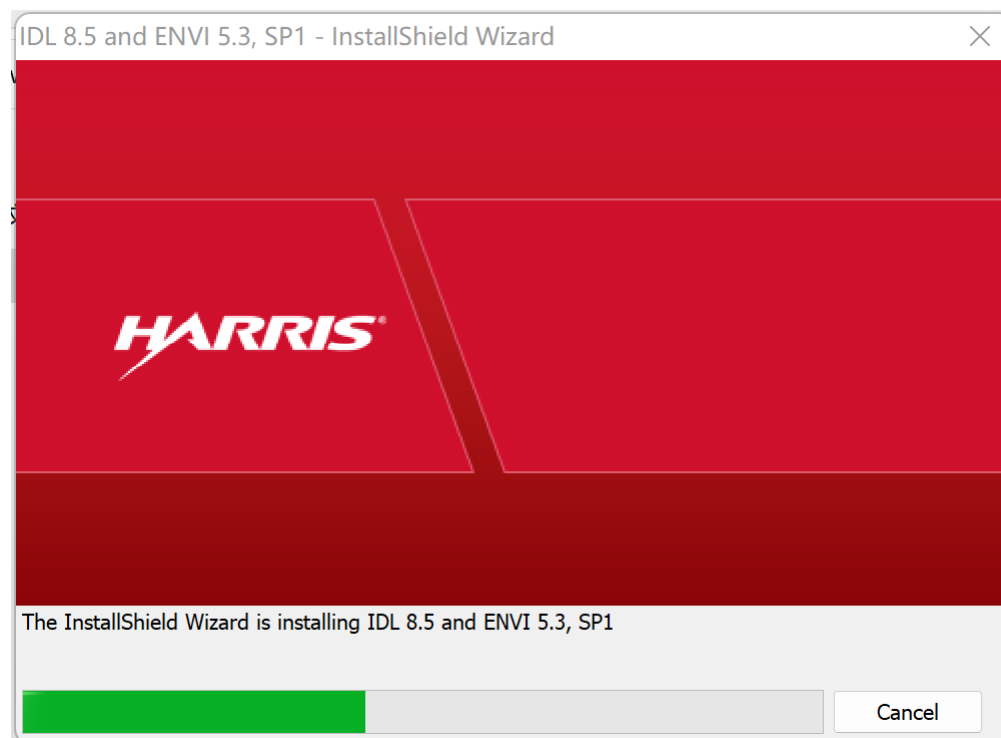 IDL 8.5 and ENVI 5.3, SP1 - InstallShield Wizard
HARRIS®
The InstallShield Wizard is installing IDL 8.5 and ENVI 5.3, SP1
Cancel